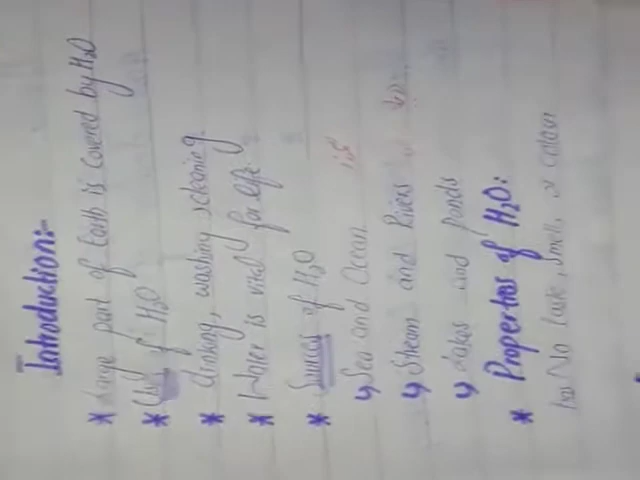 Introduction:-
* Large part of Earth is covered by H₂O
* Use of H₂O
* drinking, washing &cleaning
* Water is vital for life
* Sources of H₂O
↳ Sea and Ocean
↳ Stream and Rivers
↳ Lakes and Ponds
* Properties of H₂O:
No taste, smell, or colour